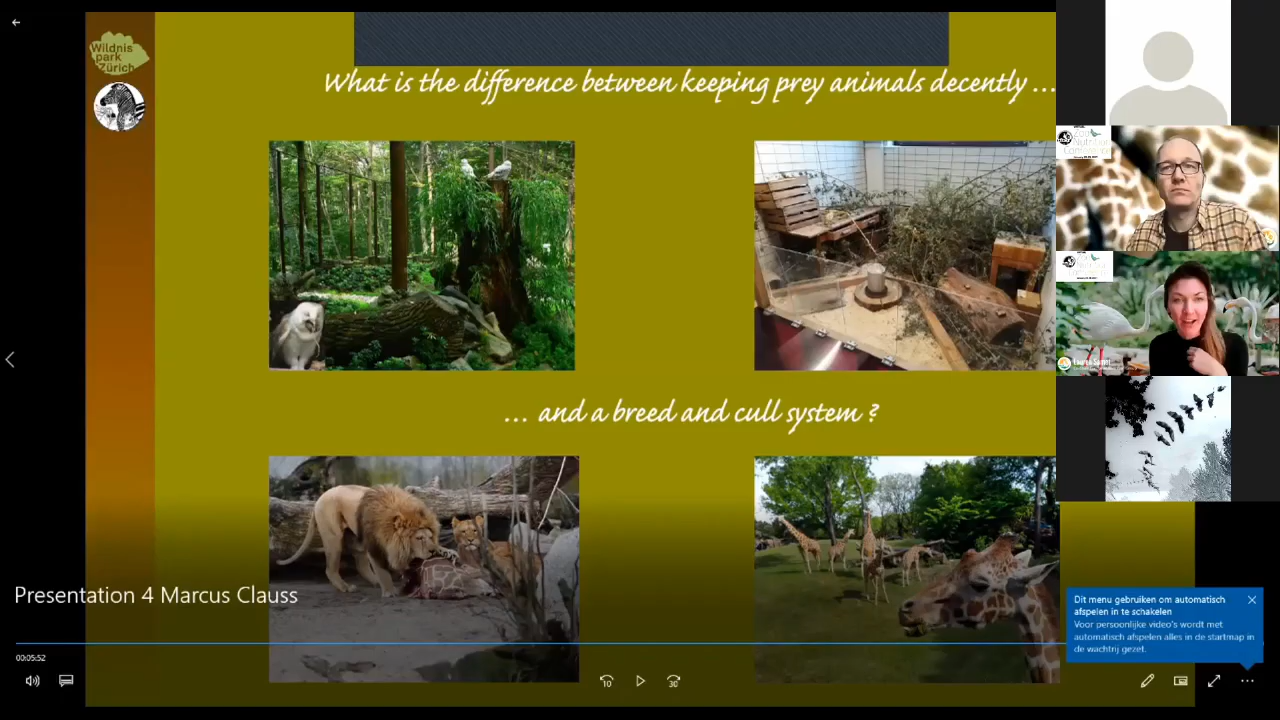 Wildnis
park
Zürich
What is the difference between keeping prey animals decently ...
... and a breed and cull system ?
Presentation 4 Marcus Clauss
00:05:52
10
30
Dit menu gebruiken om automatisch
afspelen in te schakelen
Voor persoonlijke video's wordt met
automatisch afspelen alles in de startmap in
de wachtrij gezet.